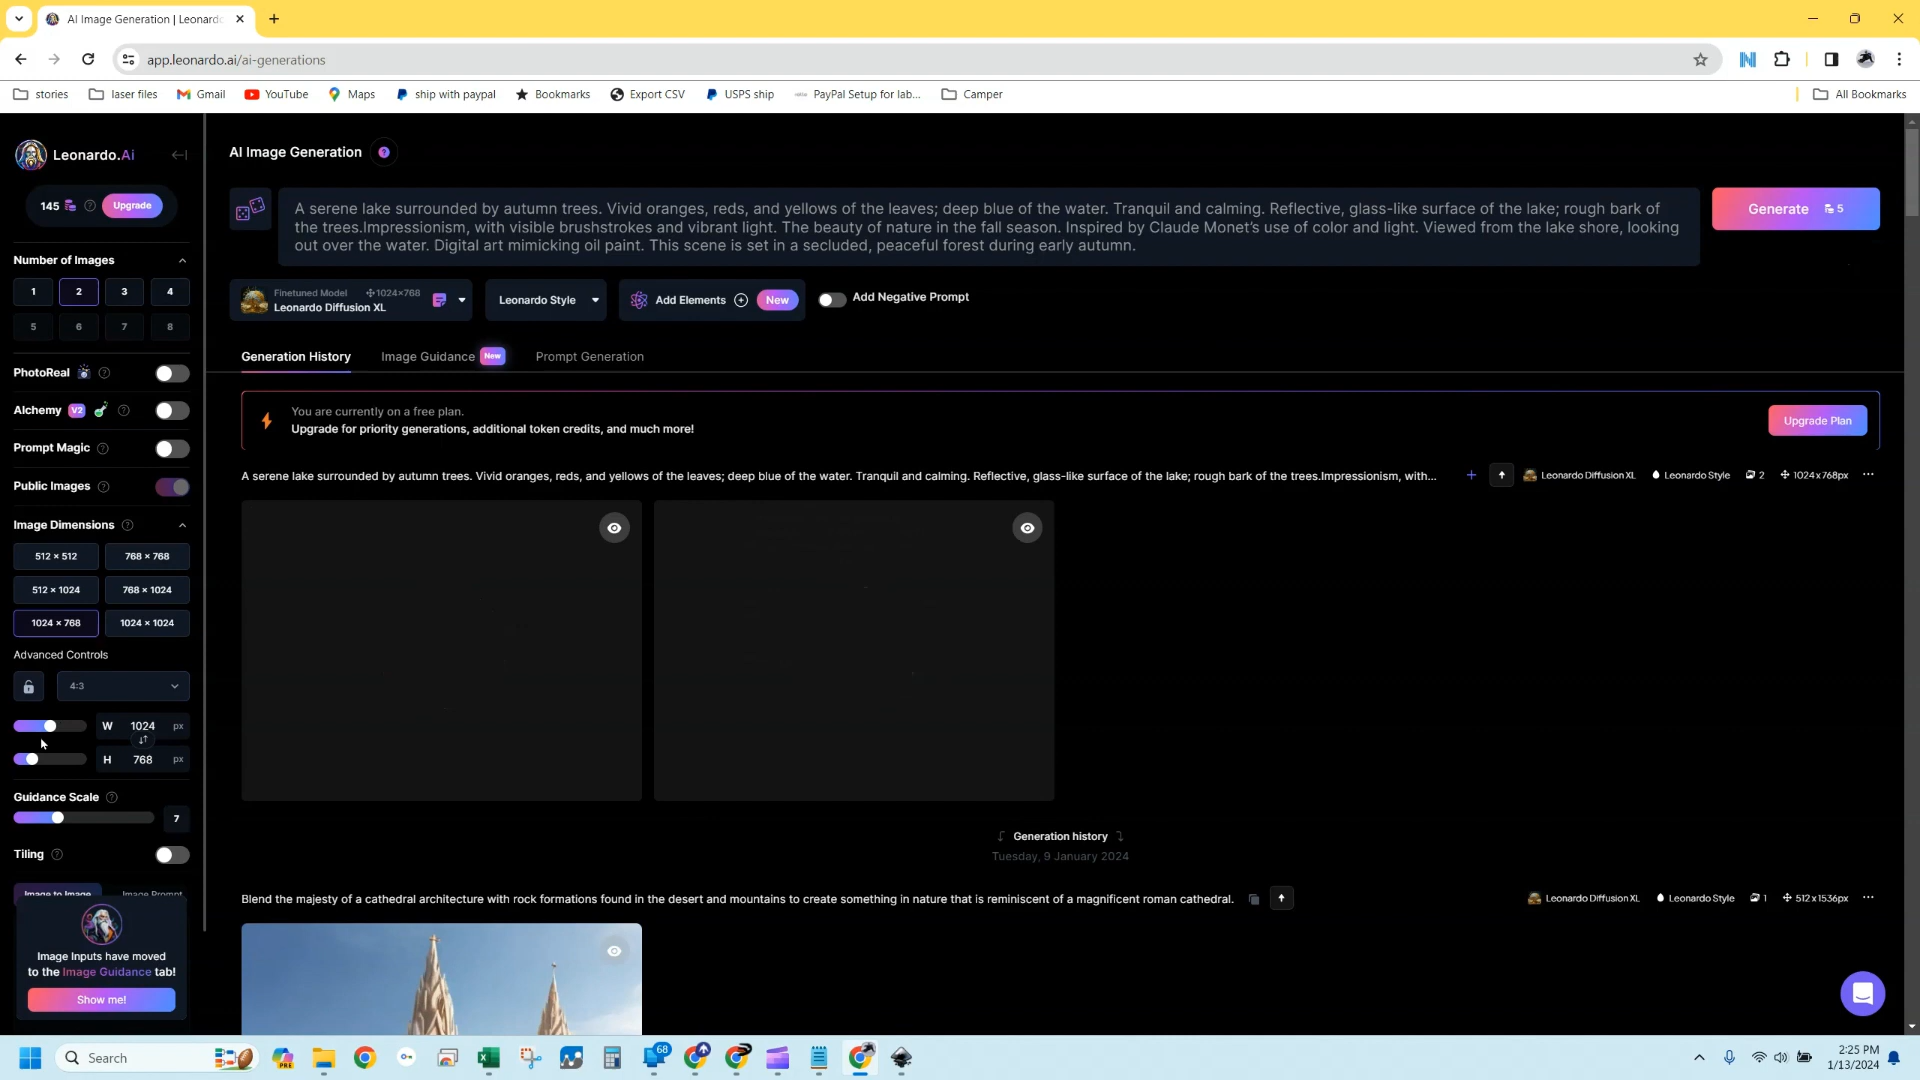 AI Image Generation | Leonardo
app.leonardo.ai/ai-generations
stories
laser files
Gmail
YouTube
Maps
ship with paypal
Bookmarks
Export CSV
USPS ship
PayPal Setup for lab...
Camper
All Bookmarks
Leonardo.Ai
145
Upgrade
Number of Images
1 2 3 4
5 6 7 8
PhotoReal
Alchemy V2
Prompt Magic
Public Images
Image Dimensions
512 × 512 768 × 768
512 × 1024 768 × 1024
1024 × 768 1024 × 1024
Advanced Controls
4:3
W 1024 px
H 768 px
Guidance Scale
7
Tiling
Image to Image Image Prompt
Image Inputs have moved
to the Image Guidance tab!
Show me!
AI Image Generation
A serene lake surrounded by autumn trees. Vivid oranges, reds, and yellows of the leaves; deep blue of the water. Tranquil and calming. Reflective, glass-like surface of the lake; rough bark of
the trees.Impressionism, with visible brushstrokes and vibrant light. The beauty of nature in the fall season. Inspired by Claude Monet's use of color and light. Viewed from the lake shore, looking
out over the water. Digital art mimicking oil paint. This scene is set in a secluded, peaceful forest during early autumn.
Generate 5
Finetuned Model 1024×768
Leonardo Diffusion XL
Leonardo Style
Add Elements
New
Add Negative Prompt
Generation History
Image Guidance New
Prompt Generation
You are currently on a free plan.
Upgrade for priority generations, additional token credits, and much more!
Upgrade Plan
A serene lake surrounded by autumn trees. Vivid oranges, reds, and yellows of the leaves; deep blue of the water. Tranquil and calming. Reflective, glass-like surface of the lake; rough bark of the trees.Impressionism, with...
Leonardo Diffusion XL Leonardo Style 2 1024x768px
Generation history
Tuesday, 9 January 2024
Blend the majesty of a cathedral architecture with rock formations found in the desert and mountains to create something in nature that is reminiscent of a magnificent roman cathedral.
Leonardo Diffusion XL Leonardo Style 1 512x1536px
Search
PRE
68
2:25 PM
1/13/2024